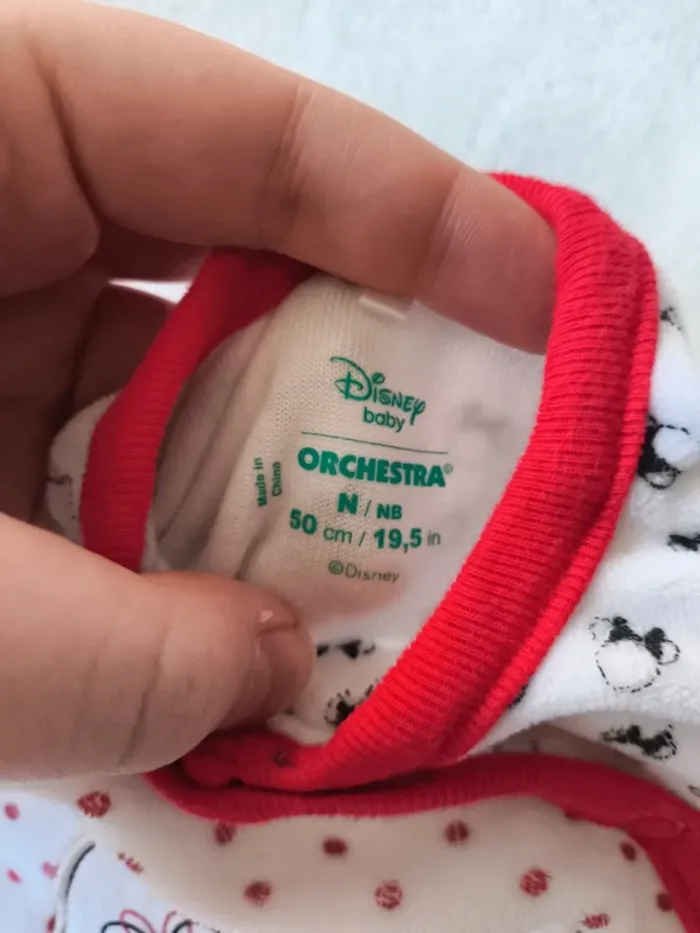 Disney
baby
ORCHESTRA®
Made in
China
N / NB
50 cm / 19,5 in
©Disney